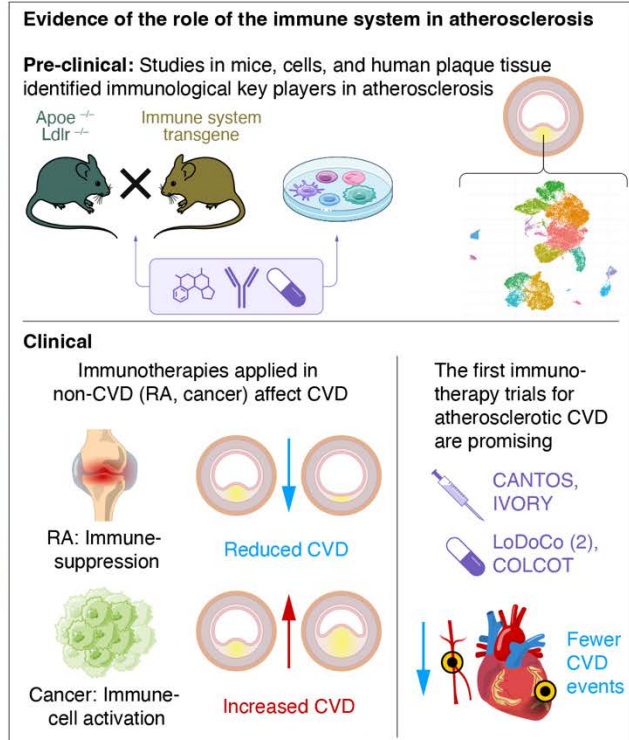 Evidence of the role of the immune system in atherosclerosis
Pre-clinical: Studies in mice, cells, and human plaque tissue
identified immunological key players in atherosclerosis
Apoe -/-
Ldlr -/-
Immune system
transgene
Clinical
Immunotherapies applied in
non-CVD (RA, cancer) affect CVD
RA: Immune-
suppression
Reduced CVD
Cancer: Immune-
cell activation
Increased CVD
The first immuno-
therapy trials for
atherosclerotic CVD
are promising
CANTOS,
IVORY
LoDoCo (2),
COLCOT
Fewer
CVD
events